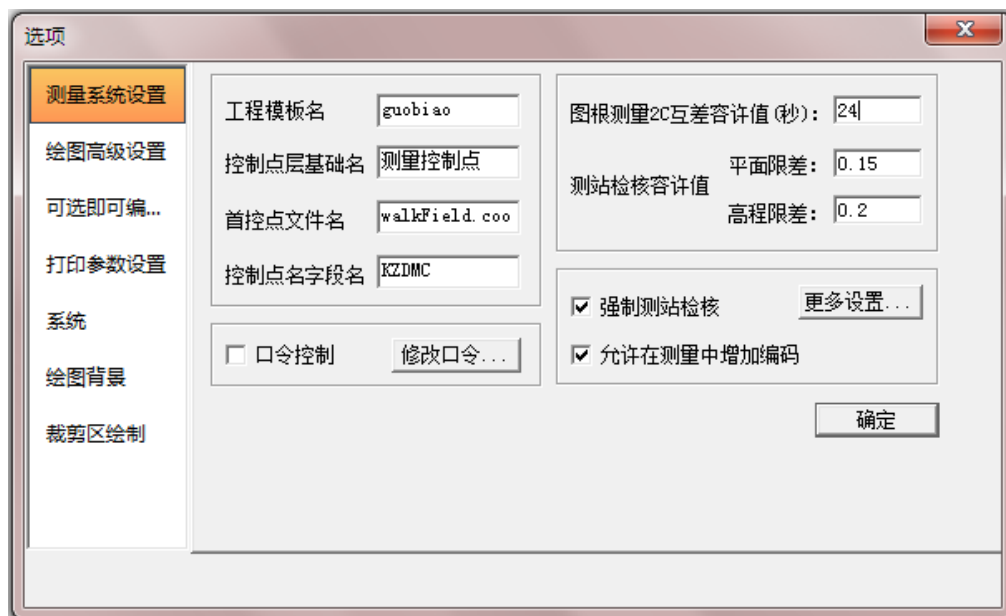 选项
测量系统设置
绘图高级设置
可选即可编...
打印参数设置
系统
绘图背景
裁剪区绘制
工程模板名 guobiao
控制点层基础名 测量控制点
首控点文件名 walkField.coo
控制点名字段名 KZDMC
口令控制 修改口令...
图根测量2C互差容许值(秒): 24
测站检核容许值
平面限差: 0.15
高程限差: 0.2
强制测站检核 更多设置...
允许在测量中增加编码
确定